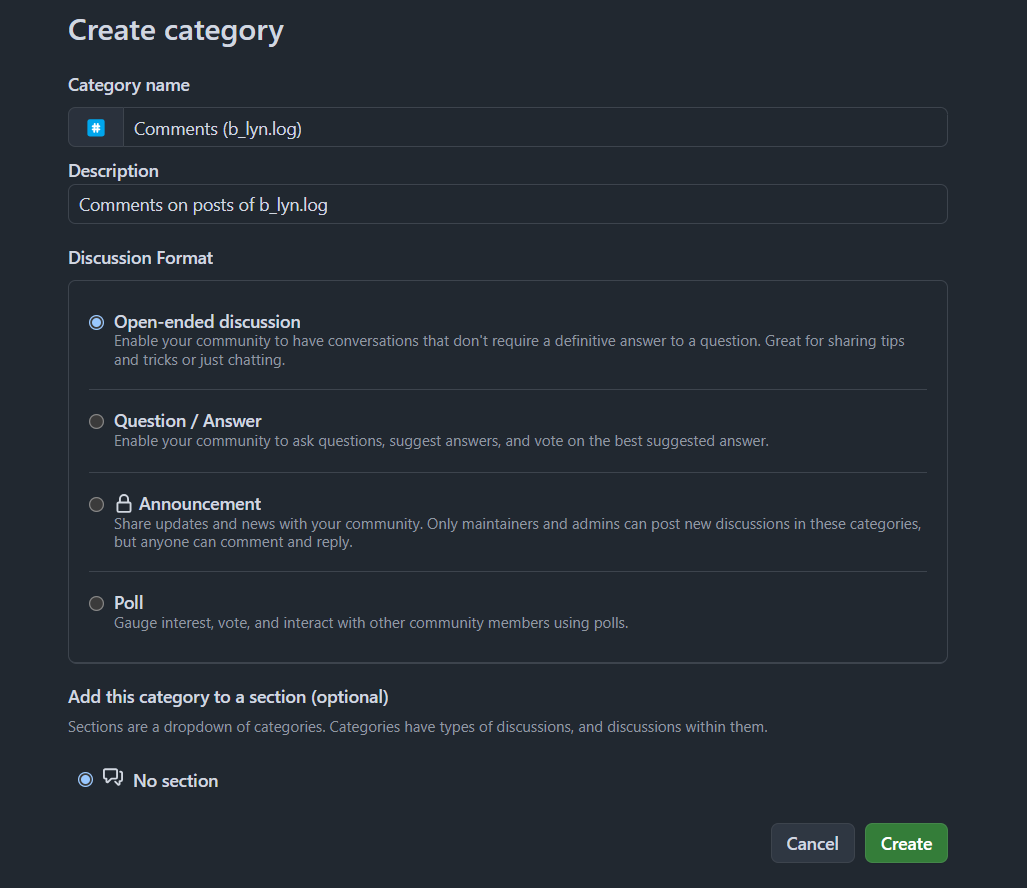 Create category
Category name
#
Comments (b_lyn.log)
Description
Comments on posts of b_lyn.log
Discussion Format
Open-ended discussion
Enable your community to have conversations that don't require a definitive answer to a question. Great for sharing tips
and tricks or just chatting.
Question / Answer
Enable your community to ask questions, suggest answers, and vote on the best suggested answer.
Announcement
Share updates and news with your community. Only maintainers and admins can post new discussions in these categories,
but anyone can comment and reply.
Poll
Gauge interest, vote, and interact with other community members using polls.
Add this category to a section (optional)
Sections are a dropdown of categories. Categories have types of discussions, and discussions within them.
No section
Cancel
Create